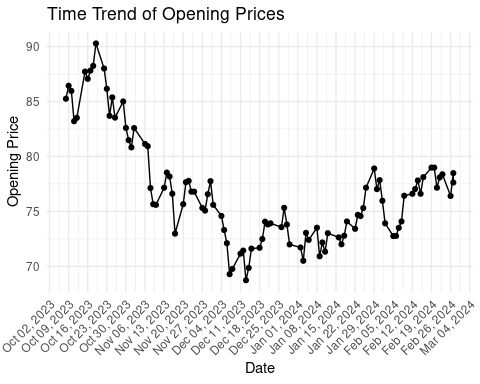 Time Trend of Opening Prices
Opening Price
90
85
80
75
70
Oct 02, 2023
Oct 09, 2023
Oct 16, 2023
Oct 23, 2023
Oct 30, 2023
Nov 06, 2023
Nov 13, 2023
Nov 20, 2023
Nov 27, 2023
Dec 04, 2023
Dec 11, 2023
Dec 18, 2023
Dec 25, 2023
Jan 01, 2024
Jan 08, 2024
Jan 15, 2024
Jan 22, 2024
Jan 29, 2024
Feb 05, 2024
Feb 12, 2024
Feb 19, 2024
Feb 26, 2024
Mar 04, 2024
Date